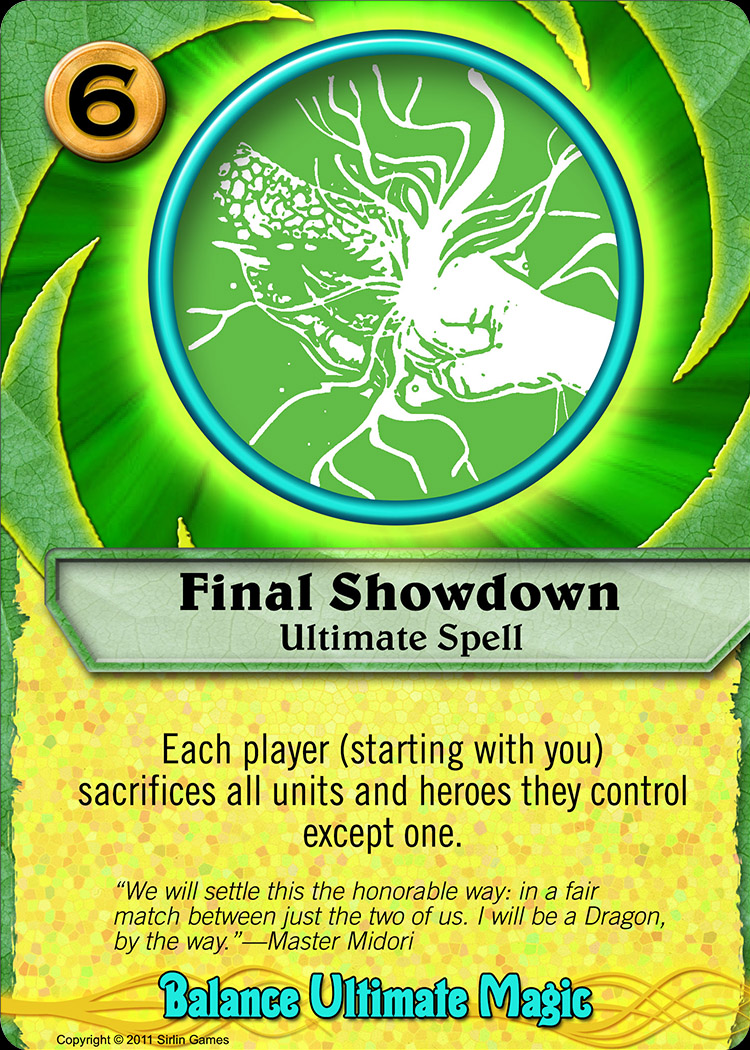 6
Final Showdown
Ultimate Spell
Each player (starting with you)
sacrifices all units and heroes they control
except one.
“We will settle this the honorable way: in a fair
match between just the two of us. I will be a Dragon,
by the way.”—Master Midori
Balance Ultimate Magic
Copyright © 2011 Sirlin Games